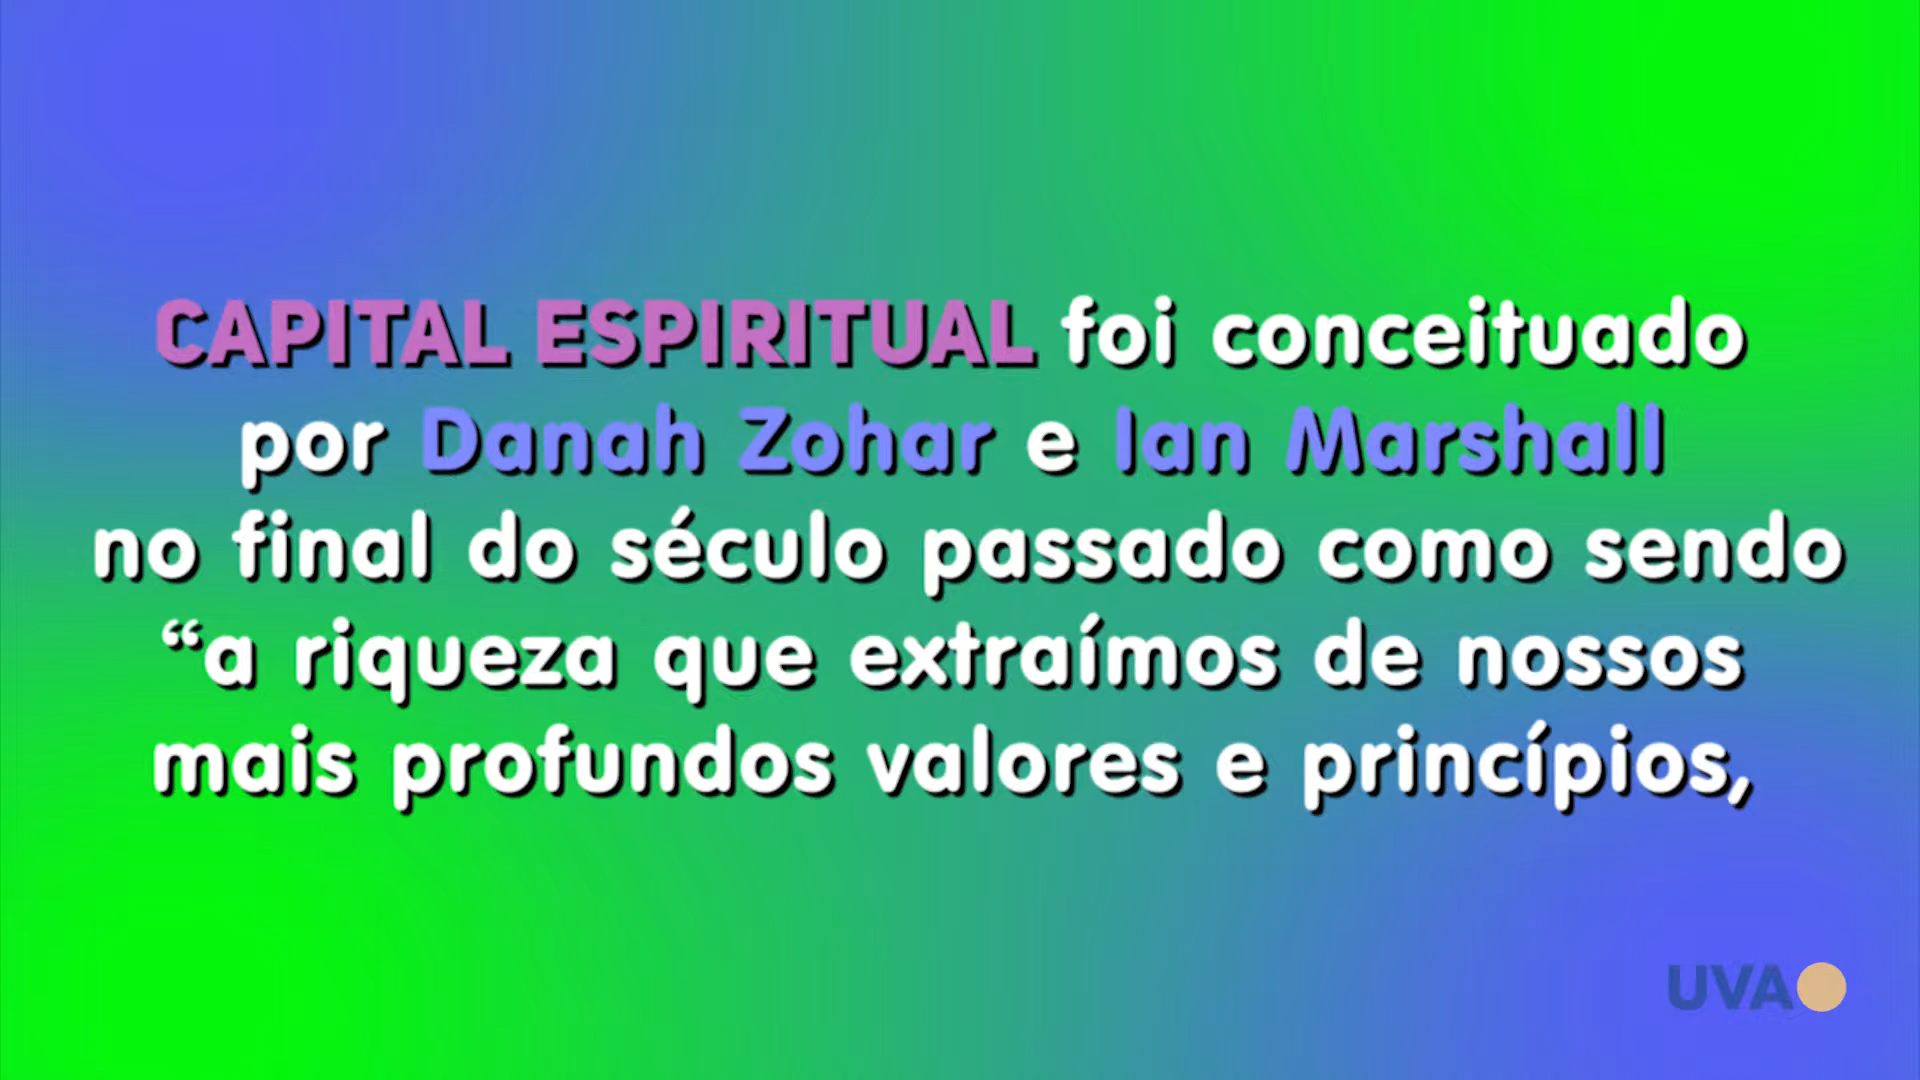 CAPITAL ESPIRITUAL foi conceituado
por Danah Zohar e Ian Marshall
no final do século passado como sendo
“a riqueza que extraímos de nossos
mais profundos valores e princípios,
UVA